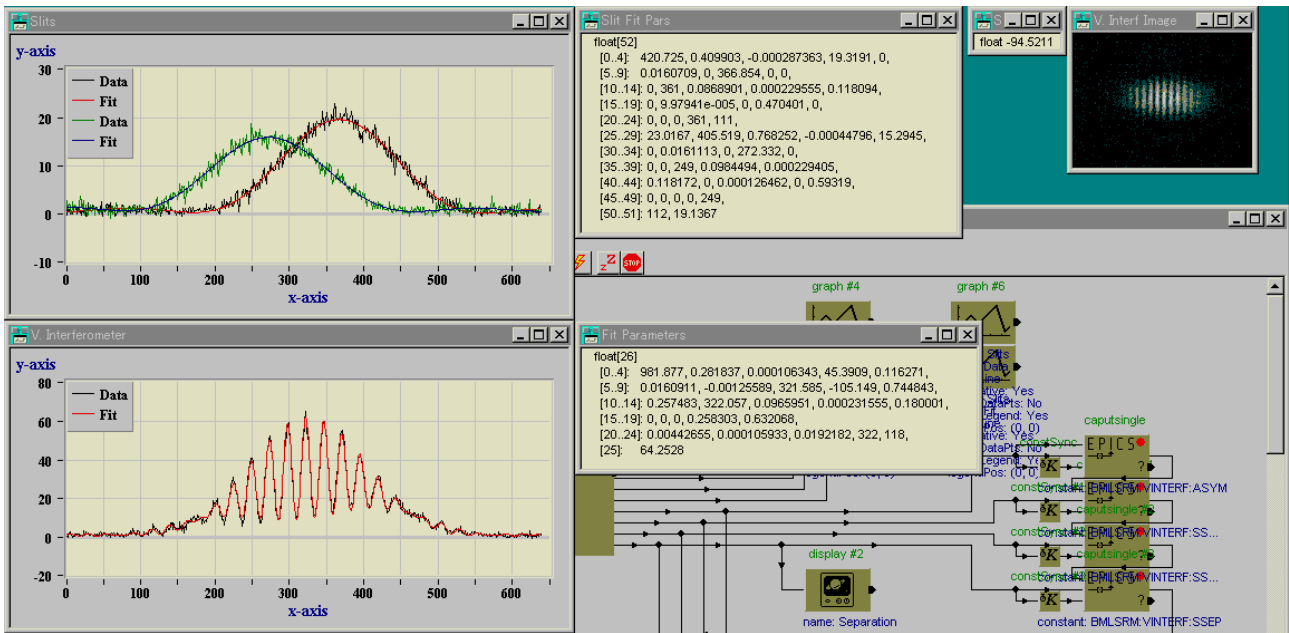 Slits
y-axis
30
20
10
0
-10
Data
Fit
Data
Fit
0 100 200 300 400 500 600
x-axis
Slit Fit Pars
float[52]
[0..4]: 420.725, 0.409903, -0.000287363, 19.3191, 0,
[5..9]: 0.0160709, 0, 366.854, 0, 0,
[10..14]: 0, 361, 0.0868901, 0.000229555, 0.118094,
[15..19]: 0, 9.97941e-005, 0, 0.470401, 0,
[20..24]: 0, 0, 0, 361, 111,
[25..29]: 23.0167, 405.519, 0.768252, -0.00044796, 15.2945,
[30..34]: 0, 0.0161113, 0, 272.332, 0,
[35..39]: 0, 0, 249, 0.0984494, 0.000229405,
[40..44]: 0.118172, 0, 0.000126462, 0, 0.59319,
[45..49]: 0, 0, 0, 0, 249,
[50..51]: 112, 19.1367
S
float -94.5211
V. Interf Image
z Z STOP
graph #4
graph #6
V. Interferometer
y-axis
80
60
40
20
0
-20
Data
Fit
0 100 200 300 400 500 600
x-axis
Fit Parameters
float[26]
[0..4]: 981.877, 0.281837, 0.000106343, 45.3909, 0.116271,
[5..9]: 0.0160911, -0.00125589, 321.585, -105.149, 0.744843,
[10..14]: 0.257483, 322.057, 0.0965951, 0.000231555, 0.180001,
[15..19]: 0, 0, 0, 0.258303, 0.632068,
[20..24]: 0.00442655, 0.000105933, 0.0192182, 322, 118,
[25]: 64.2528
caputsingle
EPICS
?
K
constant: BMLSRM:VINTERF:ASYM
K
K
display #2
name: Separation
K
?
constant: BMLSRM:VINTERF:SSEP